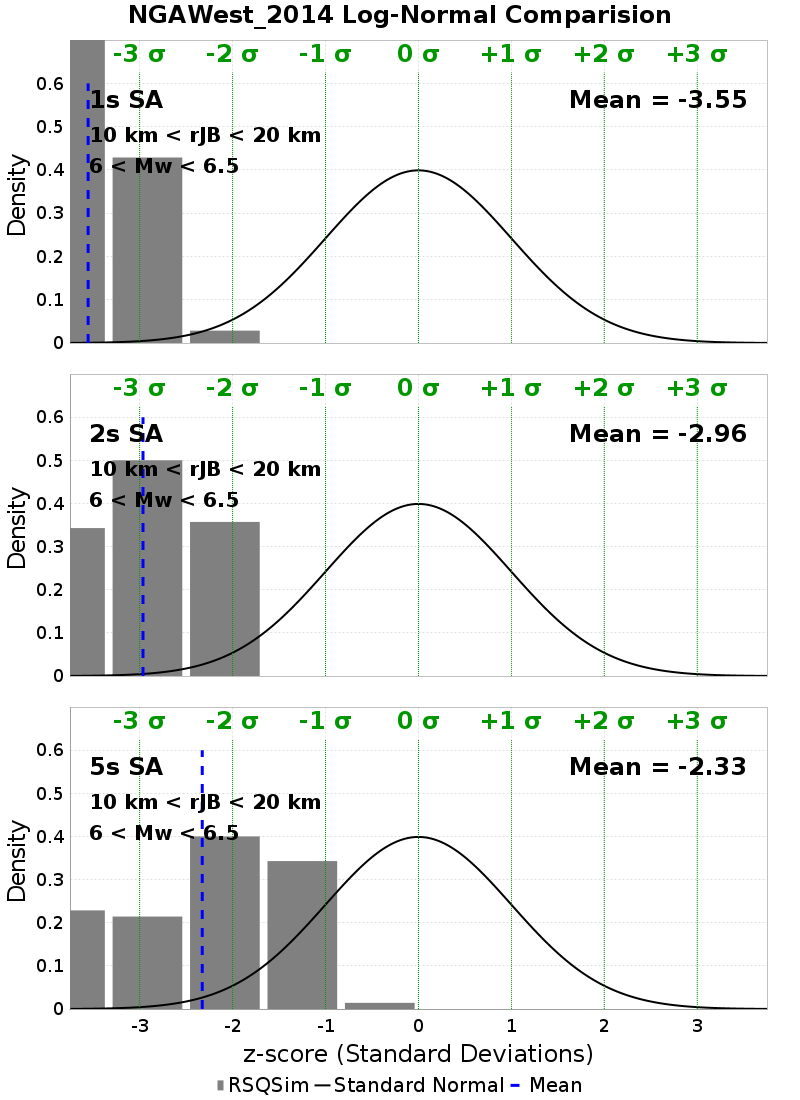 NGAWest_2014 Log-Normal Comparision
-3 σ -2 σ -1 σ 0 σ +1 σ +2 σ +3 σ
1s SA Mean = -3.55
10 km < rJB < 20 km
6 < Mw < 6.5
0.6
0.5
0.4
0.3
0.2
0.1
0
Density
-3 σ -2 σ -1 σ 0 σ +1 σ +2 σ +3 σ
2s SA Mean = -2.96
10 km < rJB < 20 km
6 < Mw < 6.5
0.6
0.5
0.4
0.3
0.2
0.1
0
Density
-3 σ -2 σ -1 σ 0 σ +1 σ +2 σ +3 σ
5s SA Mean = -2.33
10 km < rJB < 20 km
6 < Mw < 6.5
0.6
0.5
0.4
0.3
0.2
0.1
0
Density
-3 -2 -1 0 1 2 3
z-score (Standard Deviations)
RSQSim Standard Normal Mean